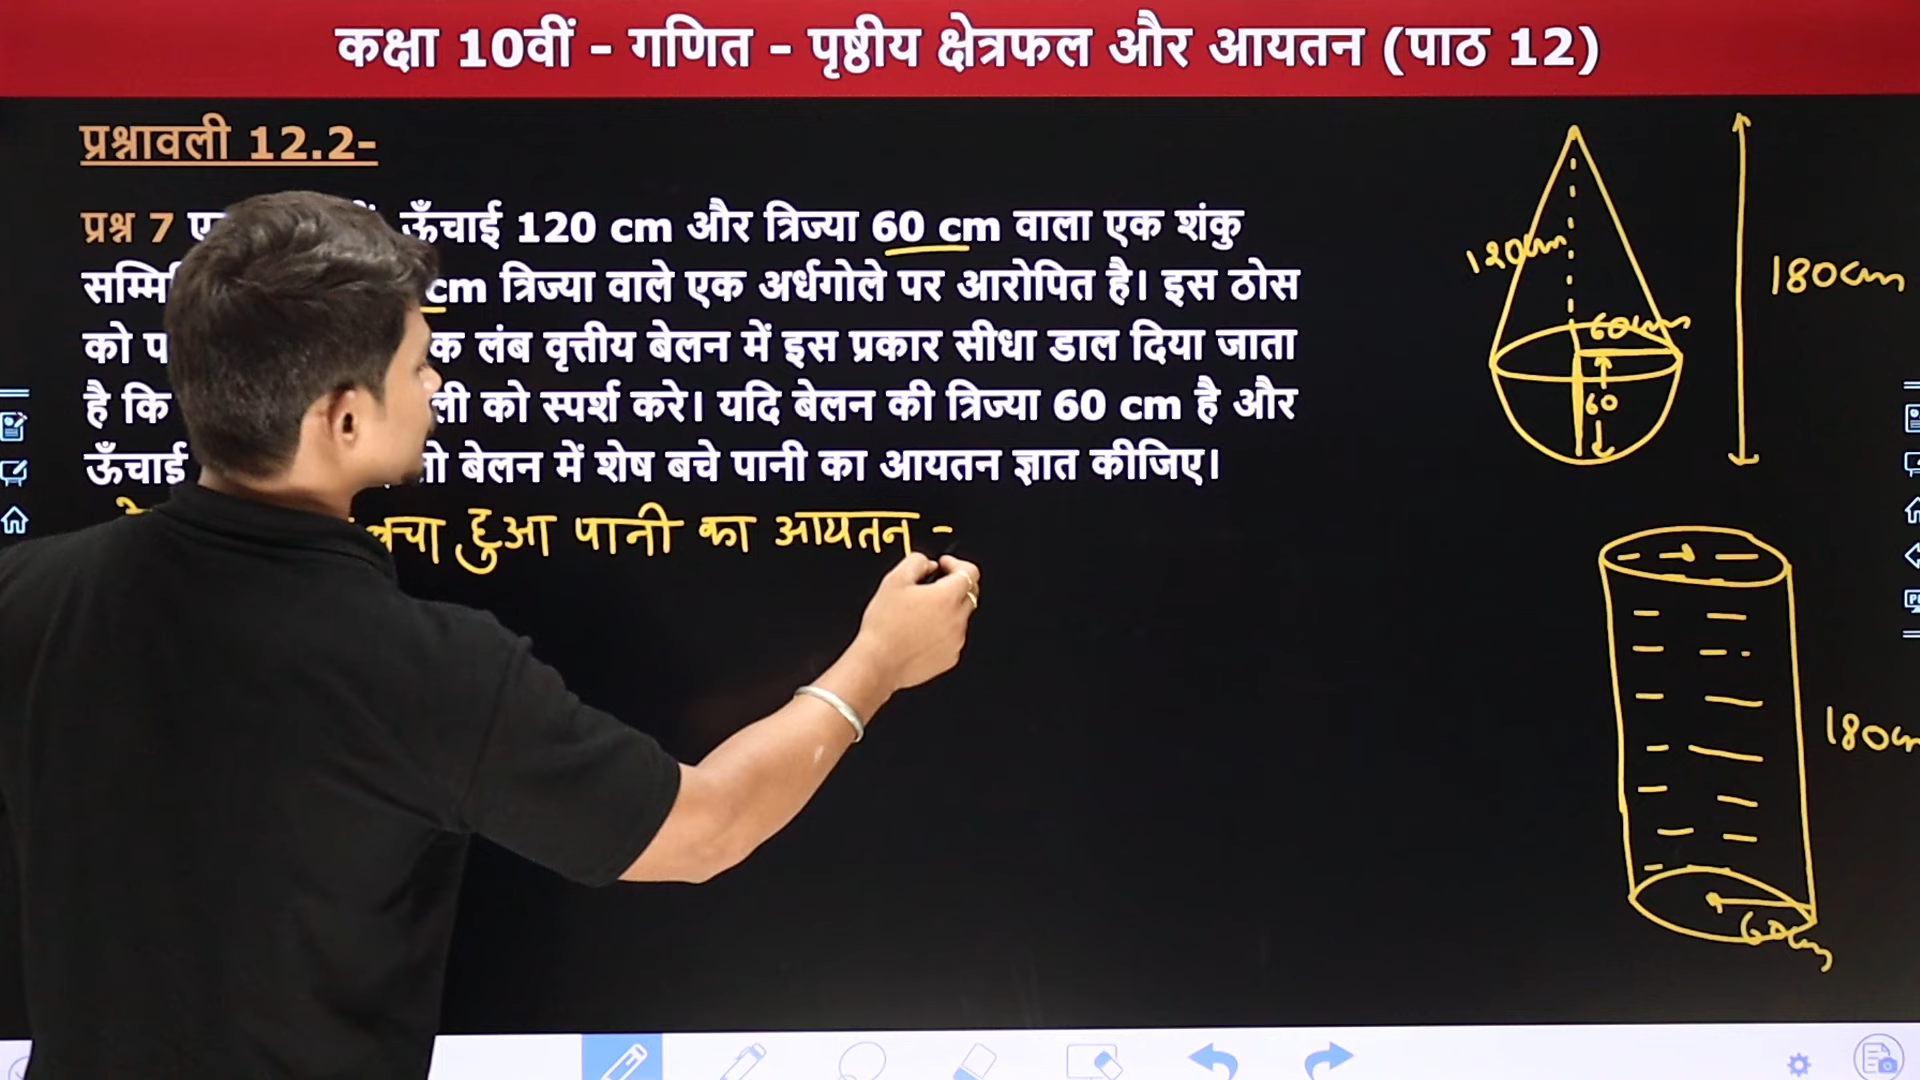 कक्षा 10वीं - गणित - पृष्ठीय क्षेत्रफल और आयतन (पाठ 12)
प्रश्नावली 12.2-
प्रश्न 7 ऊँचाई 120 cm और त्रिज्या 60 cm वाला एक शंकु
cm त्रिज्या वाले एक अर्धगोले पर आरोपित है। इस ठोस
को लंब वृत्तीय बेलन में इस प्रकार सीधा डाल दिया जाता
है कि को स्पर्श करे। यदि बेलन की त्रिज्या 60 cm है और
ऊँचाई तो बेलन में शेष बचे पानी का आयतन ज्ञात कीजिए।
बचा हुआ पानी का आयतन -
120cm
60cm
60
180cm
180cm
60cm